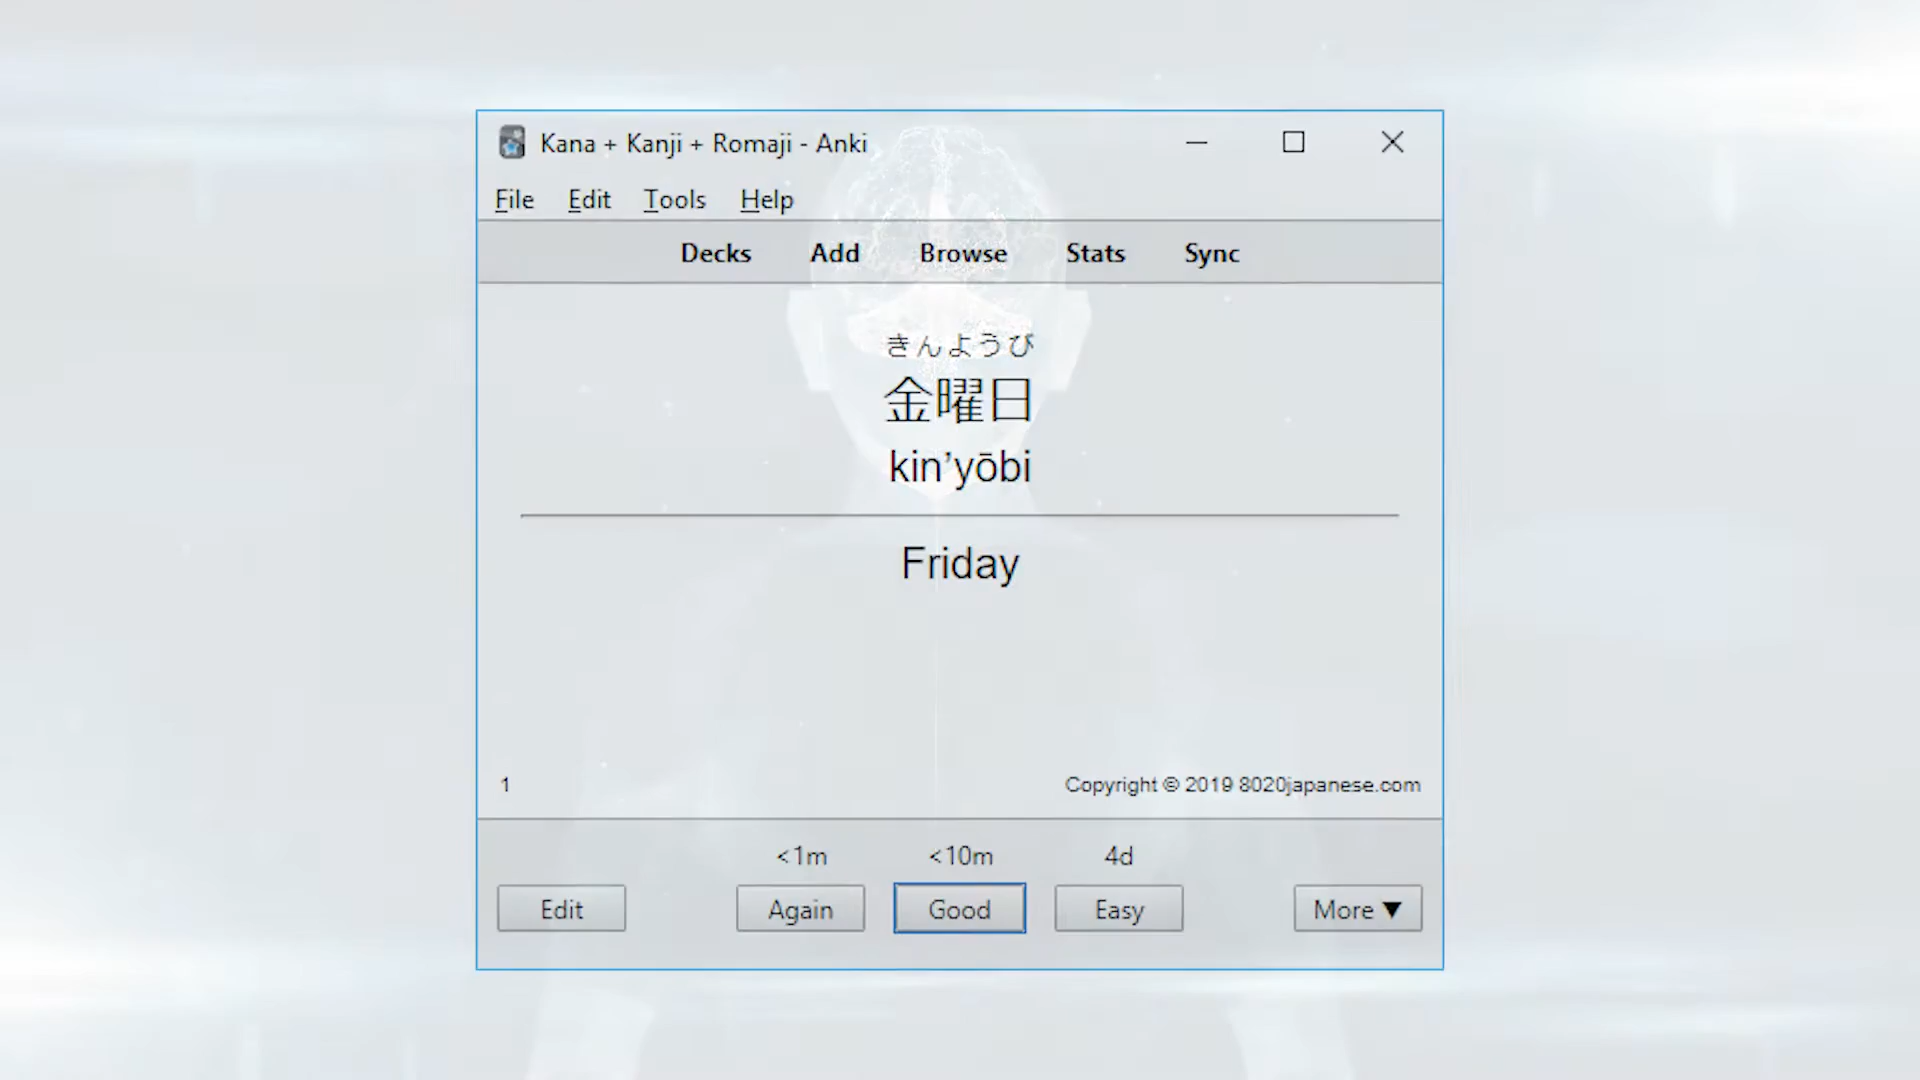 Kana + Kanji + Romaji - Anki
File Edit Tools Help
Decks Add Browse Stats Sync
きんようび
金曜日
kin’yōbi
Friday
1 Copyright © 2019 8020japanese.com
<1m <10m 4d
Edit Again Good Easy More ▼